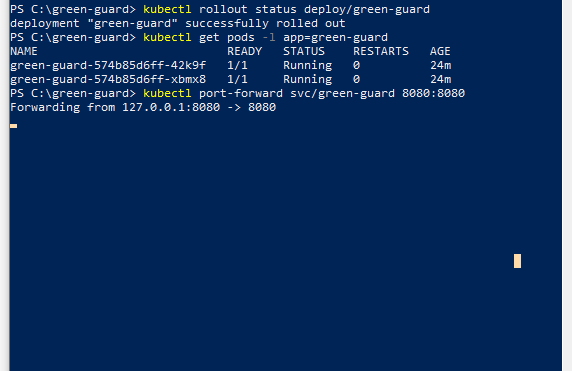 PS C:\green-guard> kubectl rollout status deploy/green-guard
deployment "green-guard" successfully rolled out
PS C:\green-guard> kubectl get pods -l app=green-guard
NAME                           READY   STATUS    RESTARTS   AGE
green-guard-574b85d6ff-42k9f   1/1     Running   0          24m
green-guard-574b85d6ff-xbmx8   1/1     Running   0          24m
PS C:\green-guard> kubectl port-forward svc/green-guard 8080:8080
Forwarding from 127.0.0.1:8080 -> 8080